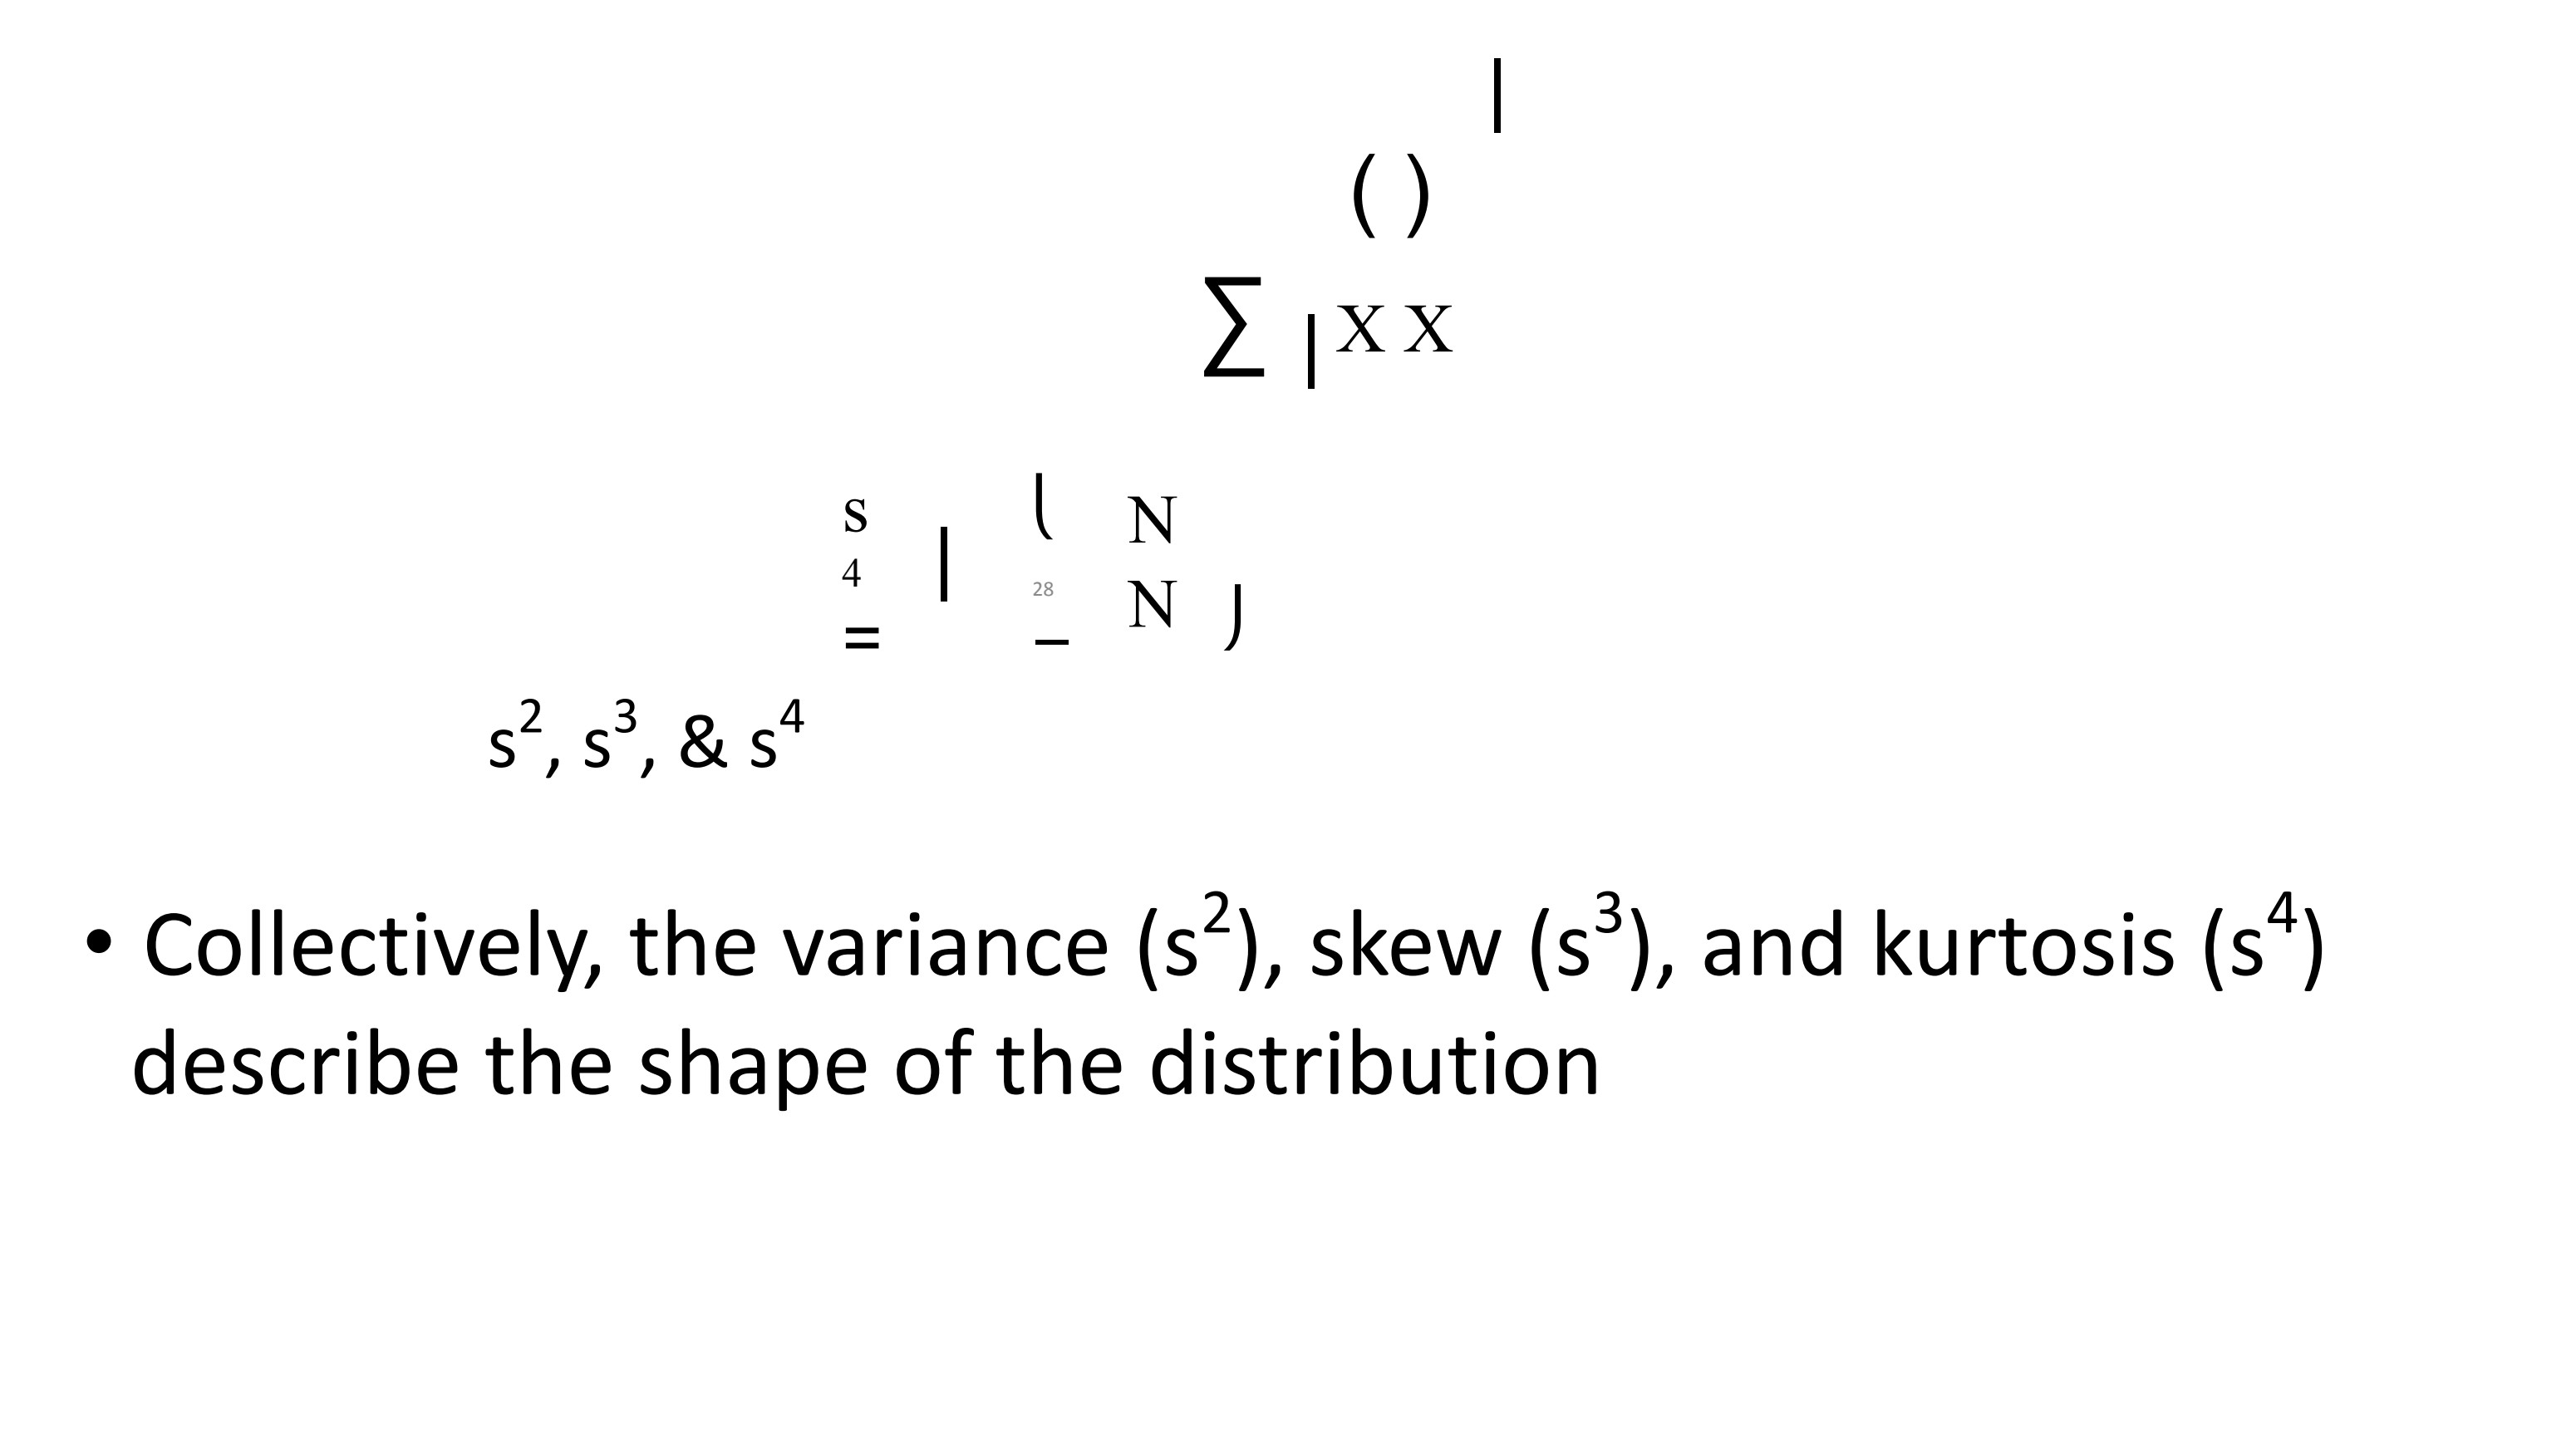 |
( )
∑ | X X
s ⎝ N
4 | 28 N ⎠
= −
s², s³, & s⁴
• Collectively, the variance (s²), skew (s³), and kurtosis (s⁴)
describe the shape of the distribution